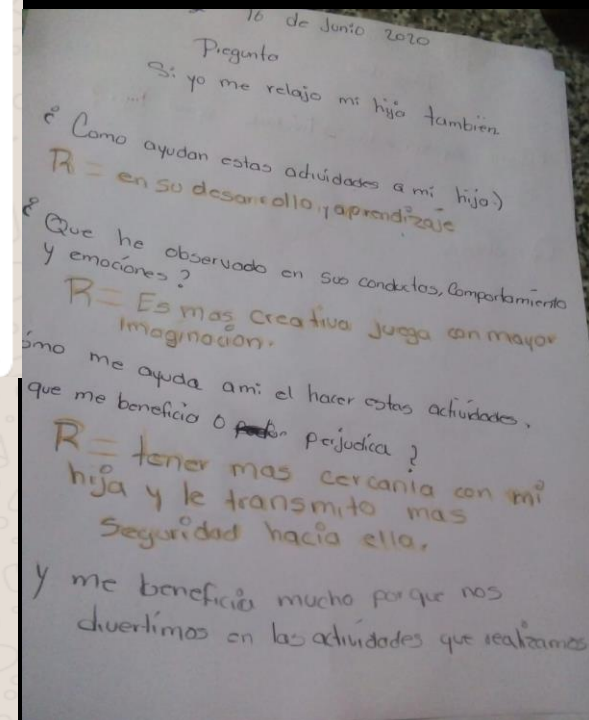 16 de Junio 2020
Pregunta
Si yo me relajo mi hijo también
¿Como ayudan estas actividades a mi hijo?
R= en su desarrollo, y aprendizaje
¿Que he observado en sus conductas, Comportamiento
y emociones?
R= Es mas creativa juega con mayor
imaginación.
ómo me ayuda ami el hacer estas actividades.
que me beneficia o perjudica?
R= tener mas cercanía con mi
hija y le transmito mas
seguridad hacia ella.
y me beneficia mucho porque nos
divertimos en las actividades que realizamos